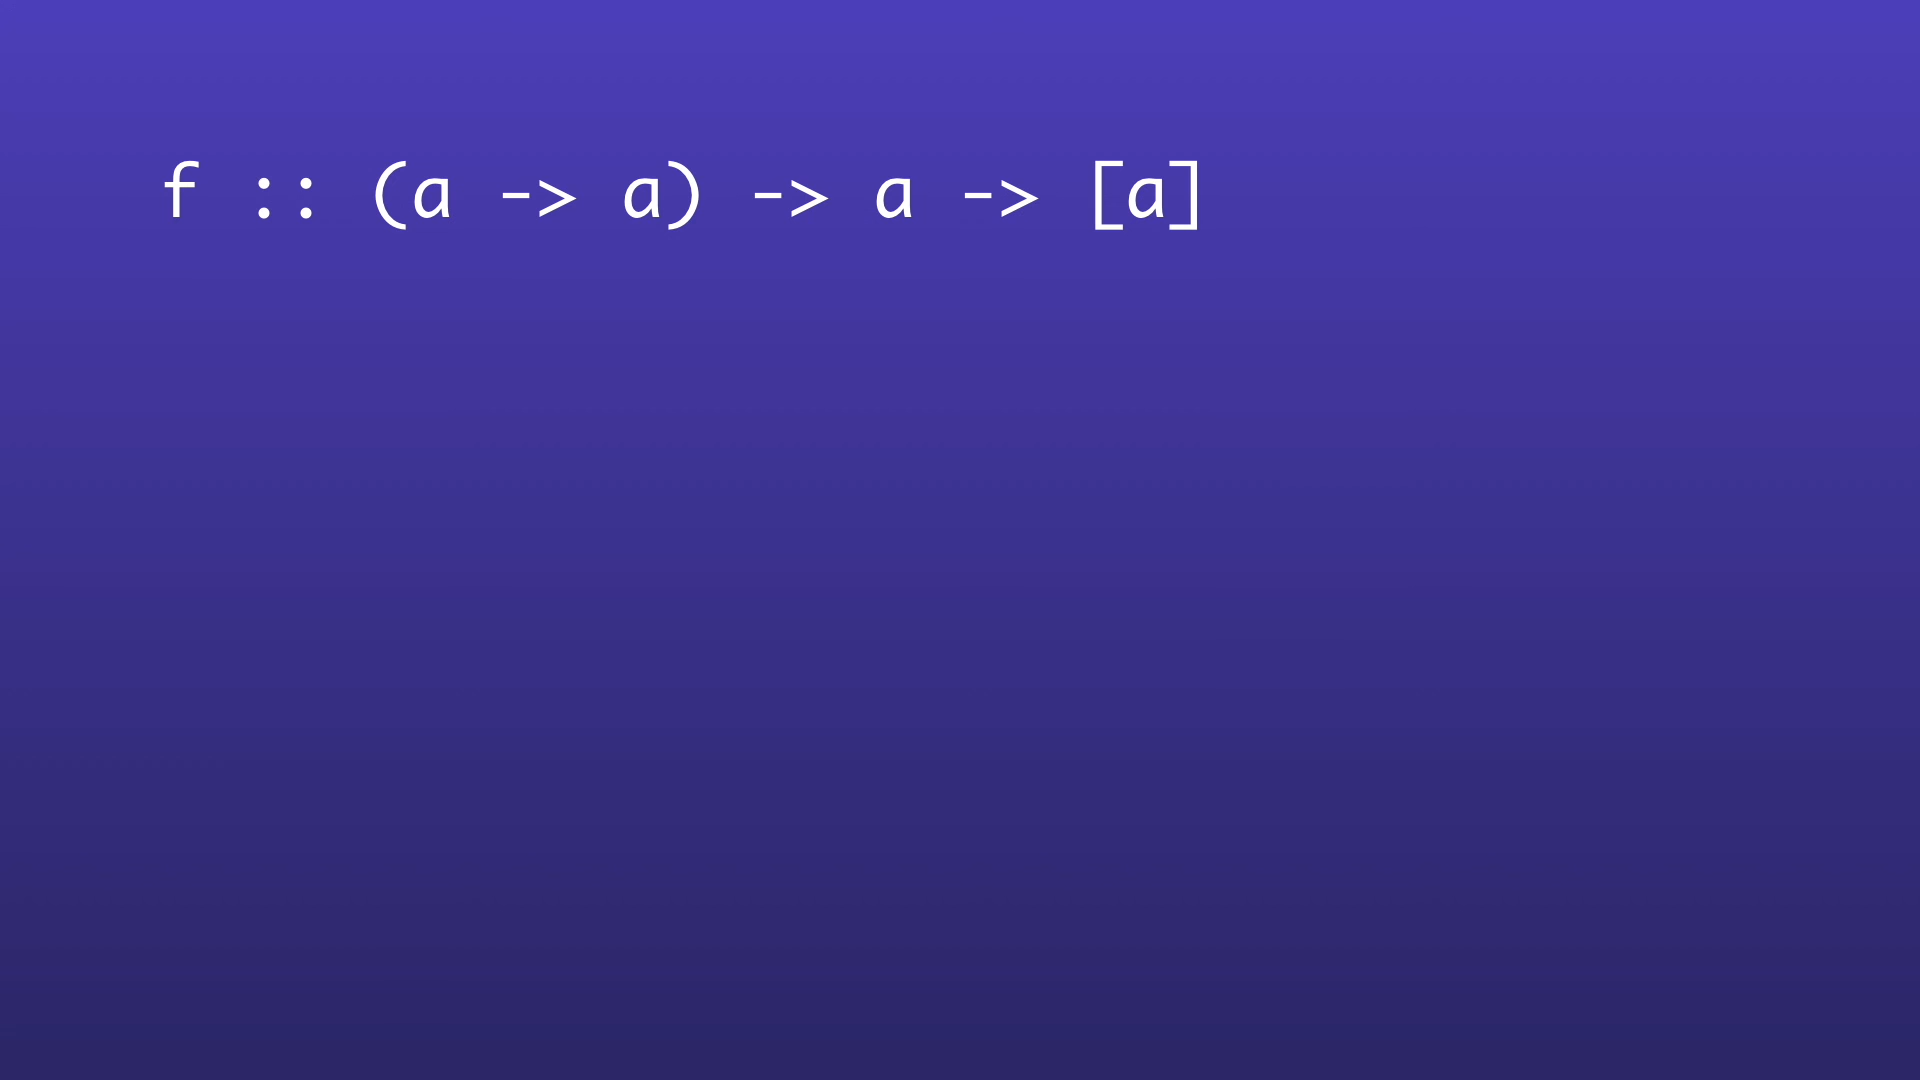 f :: (a -> a) -> a -> [a]